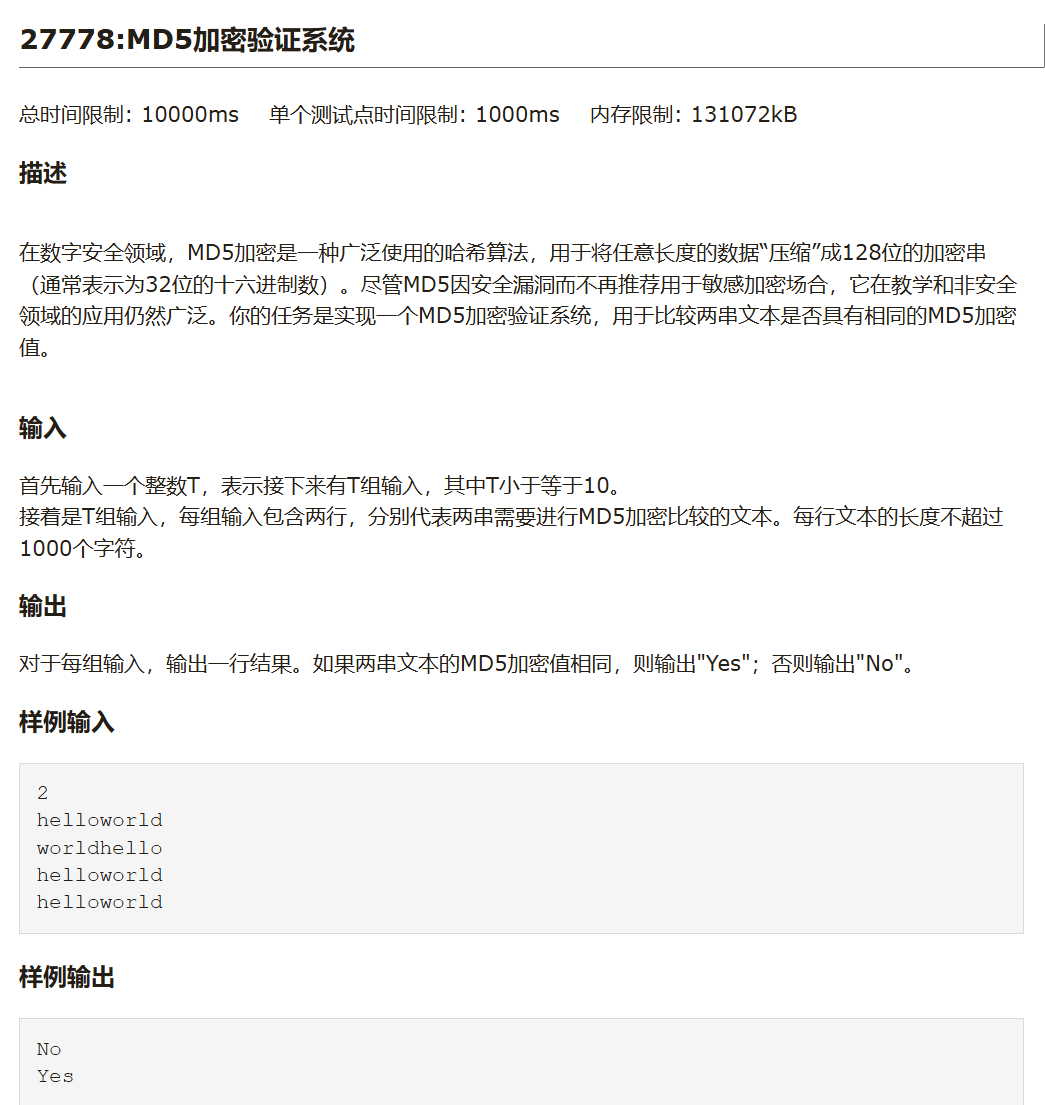 27778:MD5加密验证系统
总时间限制: 10000ms 单个测试点时间限制: 1000ms 内存限制: 131072kB
描述
在数字安全领域，MD5加密是一种广泛使用的哈希算法，用于将任意长度的数据“压缩”成128位的加密串
（通常表示为32位的十六进制数）。尽管MD5因安全漏洞而不再推荐用于敏感加密场合，它在教学和非安全
领域的应用仍然广泛。你的任务是实现一个MD5加密验证系统，用于比较两串文本是否具有相同的MD5加密
值。
输入
首先输入一个整数T，表示接下来有T组输入，其中T小于等于10。
接着是T组输入，每组输入包含两行，分别代表两串需要进行MD5加密比较的文本。每行文本的长度不超过
1000个字符。
输出
对于每组输入，输出一行结果。如果两串文本的MD5加密值相同，则输出"Yes"；否则输出"No"。
样例输入
2
helloworld
worldhello
helloworld
helloworld
样例输出
No
Yes